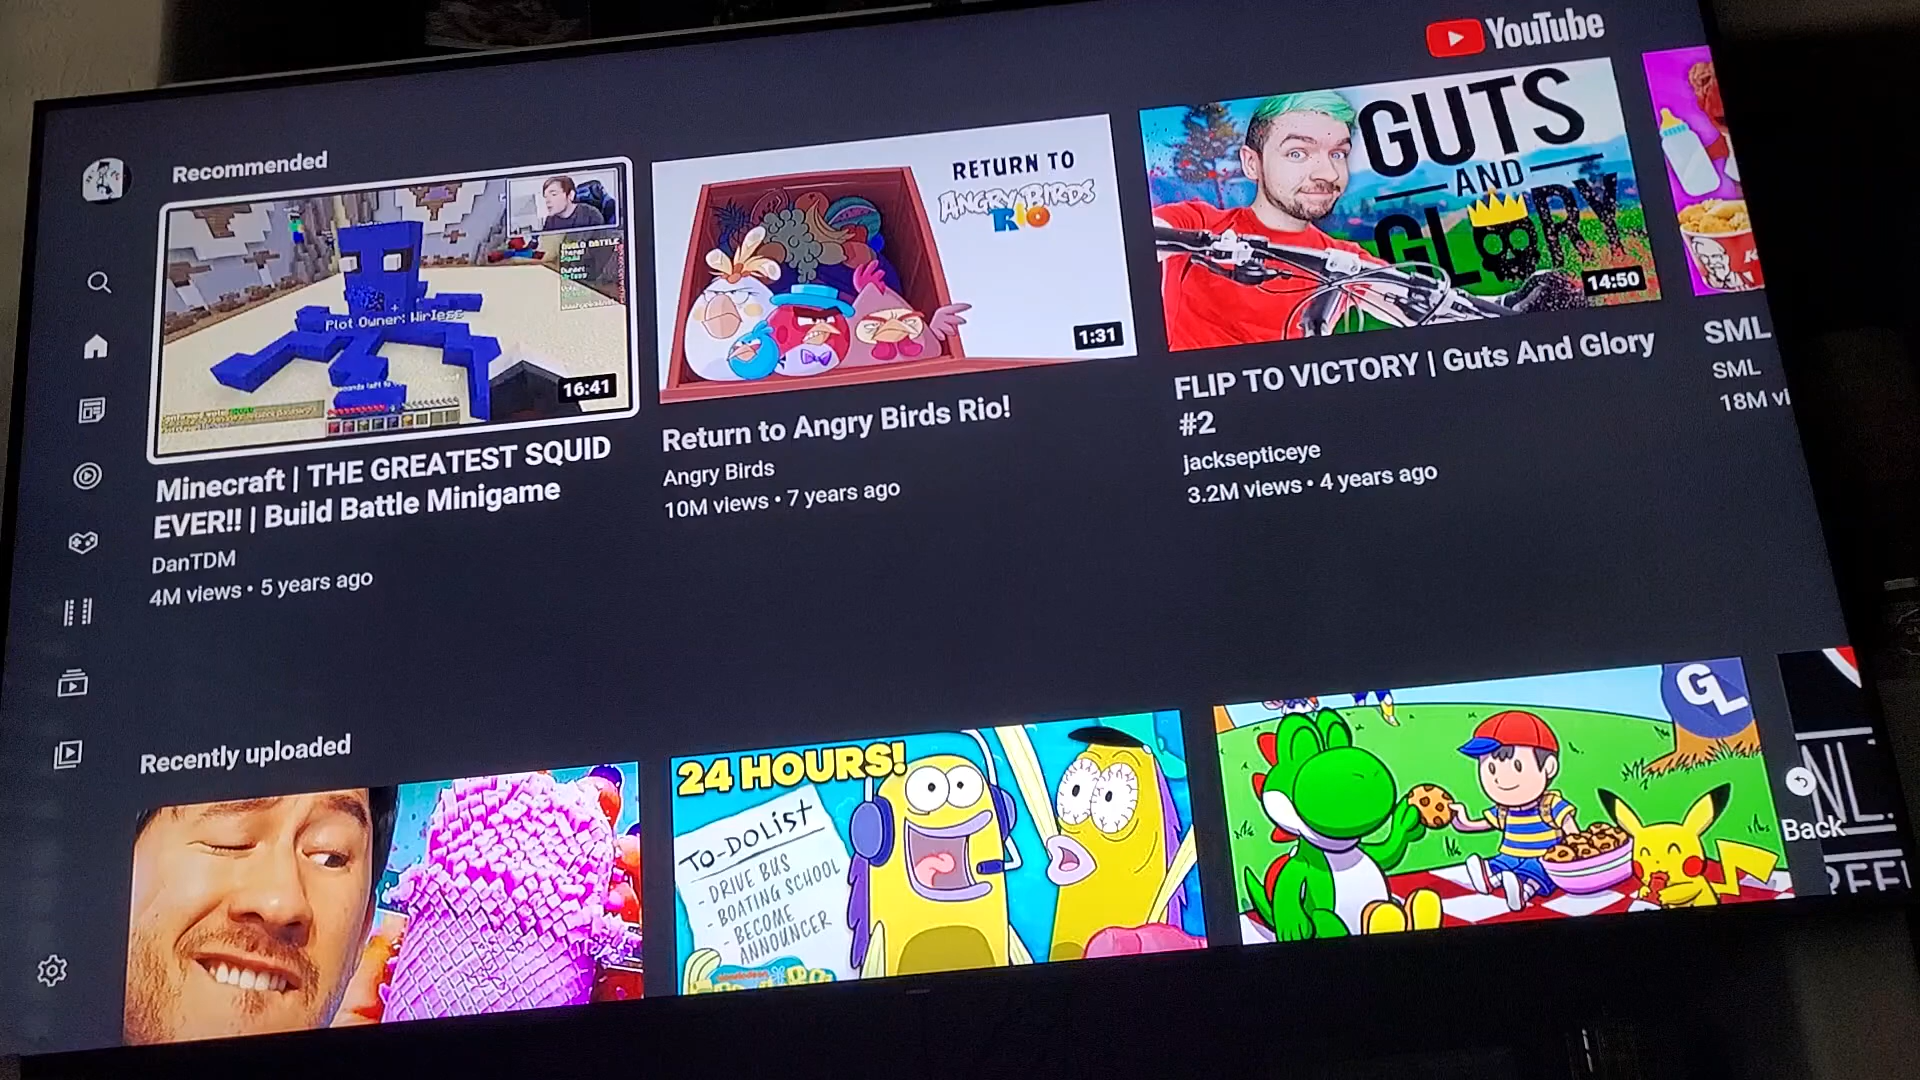 YouTube
Recommended
BUILD BATTLE
Plot Owner: Wirless
16:41
RETURN TO
ANGRY BIRDS
RIO
1:31
GUTS
AND
GLORY
14:50
Minecraft | THE GREATEST SQUID
EVER!! | Build Battle Minigame
DanTDM
4M views • 5 years ago
Return to Angry Birds Rio!
Angry Birds
10M views • 7 years ago
FLIP TO VICTORY | Guts And Glory
#2
jacksepticeye
3.2M views • 4 years ago
SML
SML
18M vi
Recently uploaded
24 HOURS!
TO-DO LIST
- DRIVE BUS
- BOATING SCHOOL
- BECOME
ANNOUNCER
GL
Back